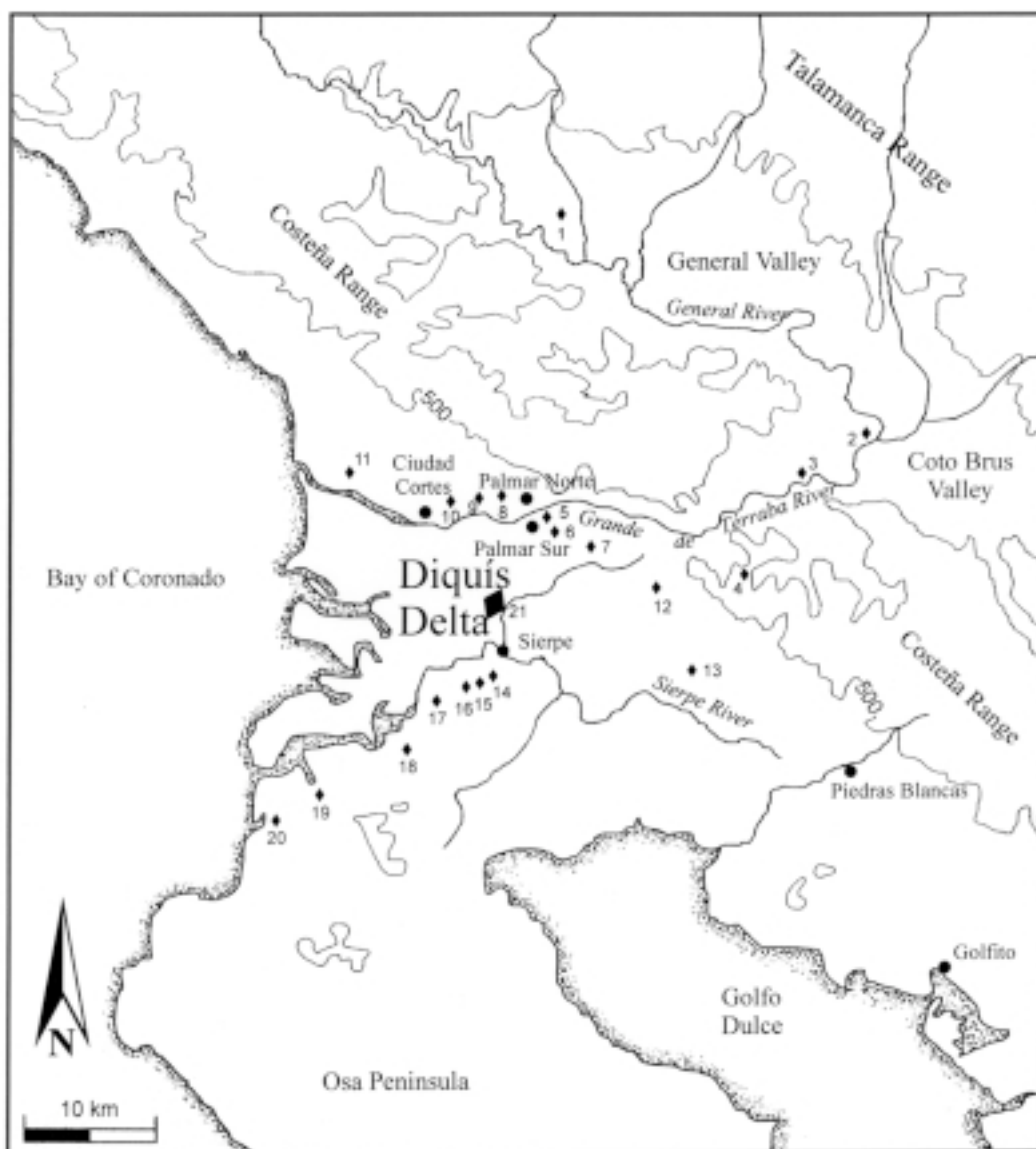 Talamanca
Range
Costeña
Range
1
General Valley
General River
500
2
3
11
Ciudad
Cortes
Palmar Norte
10
9
8
5
6
Coto Brus
Valley
Grande de Terraba River
Palmar Sur
7
Bay of Coronado
Diquís
Delta
21
12
4
Sierpe
13
Costeña
Range
14
15
16
17
Sierpe River
500
18
Piedras Blancas
19
20
Golfito
Golfo
Dulce
N
Osa Peninsula
10 km